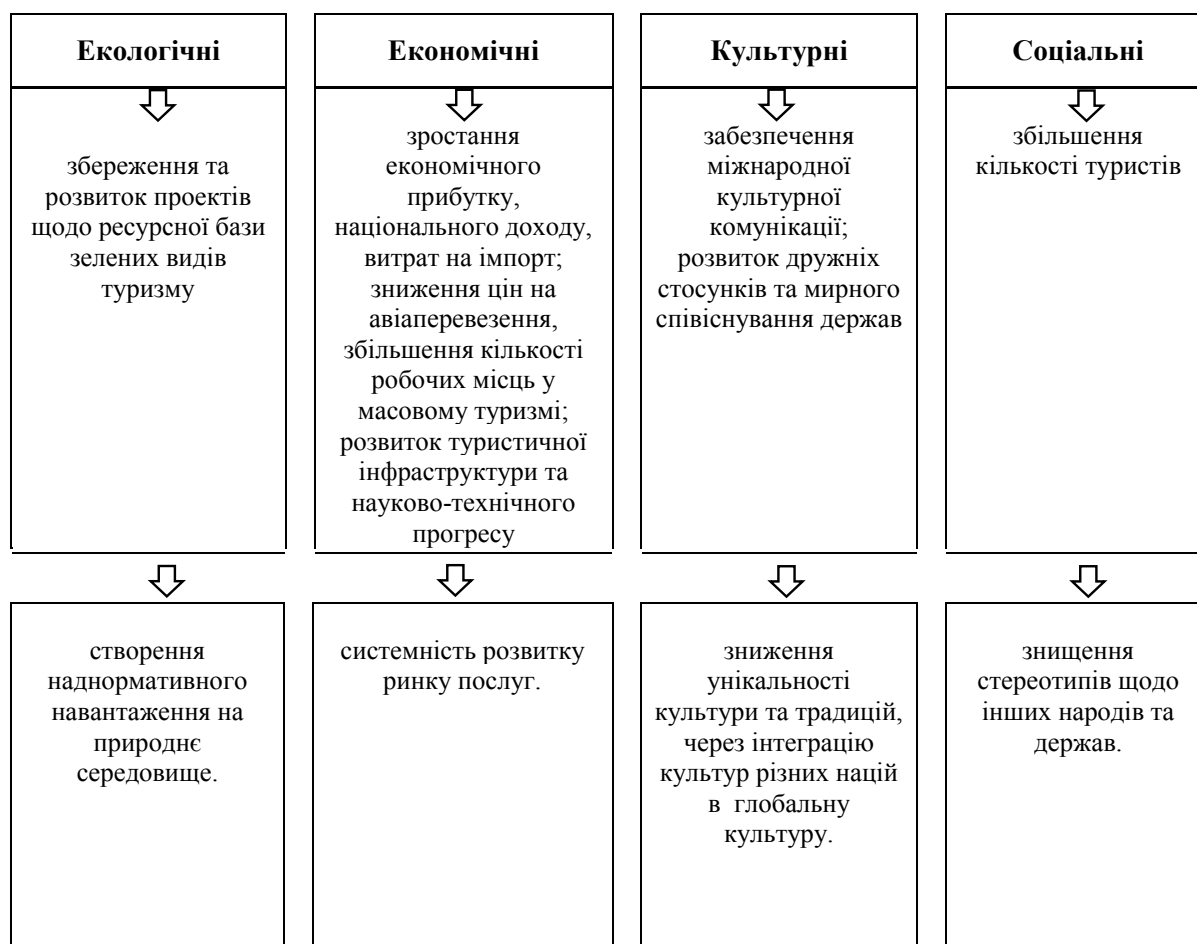 Екологічні
збереження та
розвиток проектів
щодо ресурсної бази
зелених видів
туризму
створення
наднормативного
навантаження на
природнє
середовище.
Економічні
зростання
економічного
прибутку,
національного доходу,
витрат на імпорт;
зниження цін на
авіаперевезення,
збільшення кількості
робочих місць у
масовому туризмі;
розвиток туристичної
інфраструктури та
науково-технічного
прогресу
системність розвитку
ринку послуг.
Культурні
забезпечення
міжнародної
культурної
комунікації;
розвиток дружніх
стосунків та мирного
співіснування держав
зниження
унікальності
культури та традицій,
через інтеграцію
культур різних націй
в глобальну
культуру.
Соціальні
збільшення
кількості туристів
знищення
стереотипів щодо
інших народів та
держав.